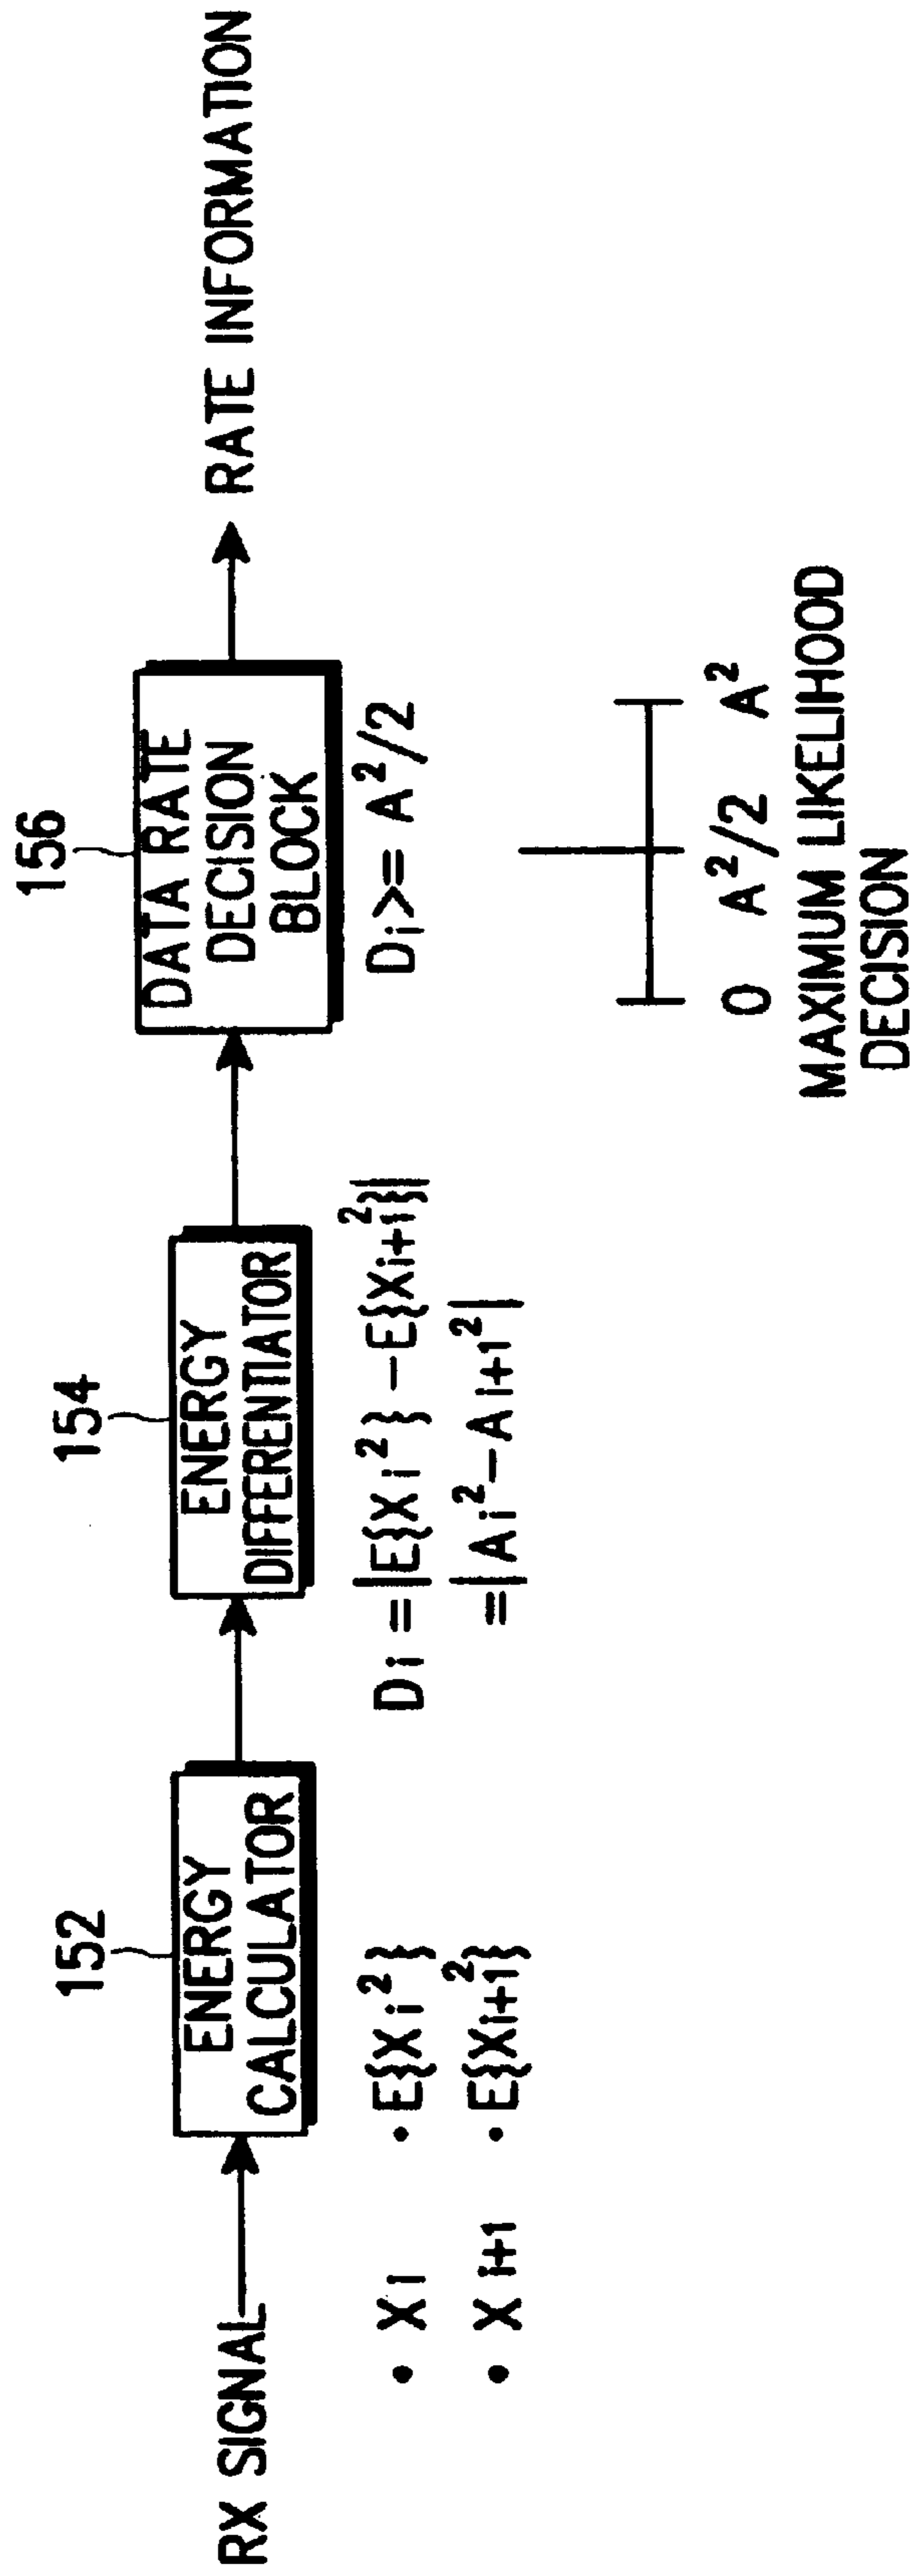 RX SIGNAL
152
ENERGY
CALCULATOR
• Xi • E{Xi²}
• Xi+1 • E{Xi+1²}
154
ENERGY
DIFFERENTIATOR
Di =|E{Xi²} –E{Xi+1²}|
=|Ai²–Ai+1²|
156
DATA RATE
DECISION
BLOCK
Di>= A²/2
RATE INFORMATION
0 A²/2 A²
MAXIMUM LIKELIHOOD
DECISION